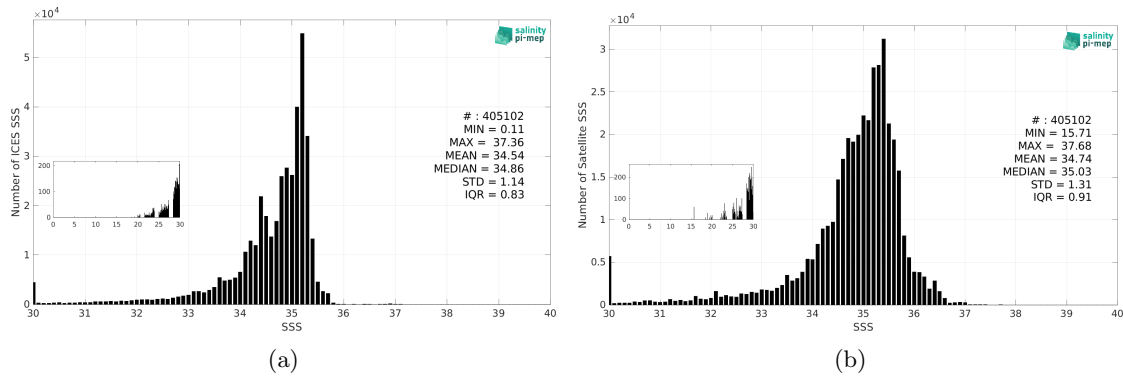 ×10⁴
salinity
pi-mep
5
4
3
2
1
0
Number of ICES SSS
# : 405102
MIN = 0.11
MAX = 37.36
MEAN = 34.54
MEDIAN = 34.86
STD = 1.14
IQR = 0.83
200
100
0
0 5 10 15 20 25 30
30 31 32 33 34 35 36 37 38 39 40
SSS
(a)
×10⁴
salinity
pi-mep
3
2.5
2
1.5
1
0.5
0
Number of Satellite SSS
# : 405102
MIN = 15.71
MAX = 37.68
MEAN = 34.74
MEDIAN = 35.03
STD = 1.31
IQR = 0.91
200
100
0
0 5 10 15 20 25 30
30 31 32 33 34 35 36 37 38 39 40
SSS
(b)